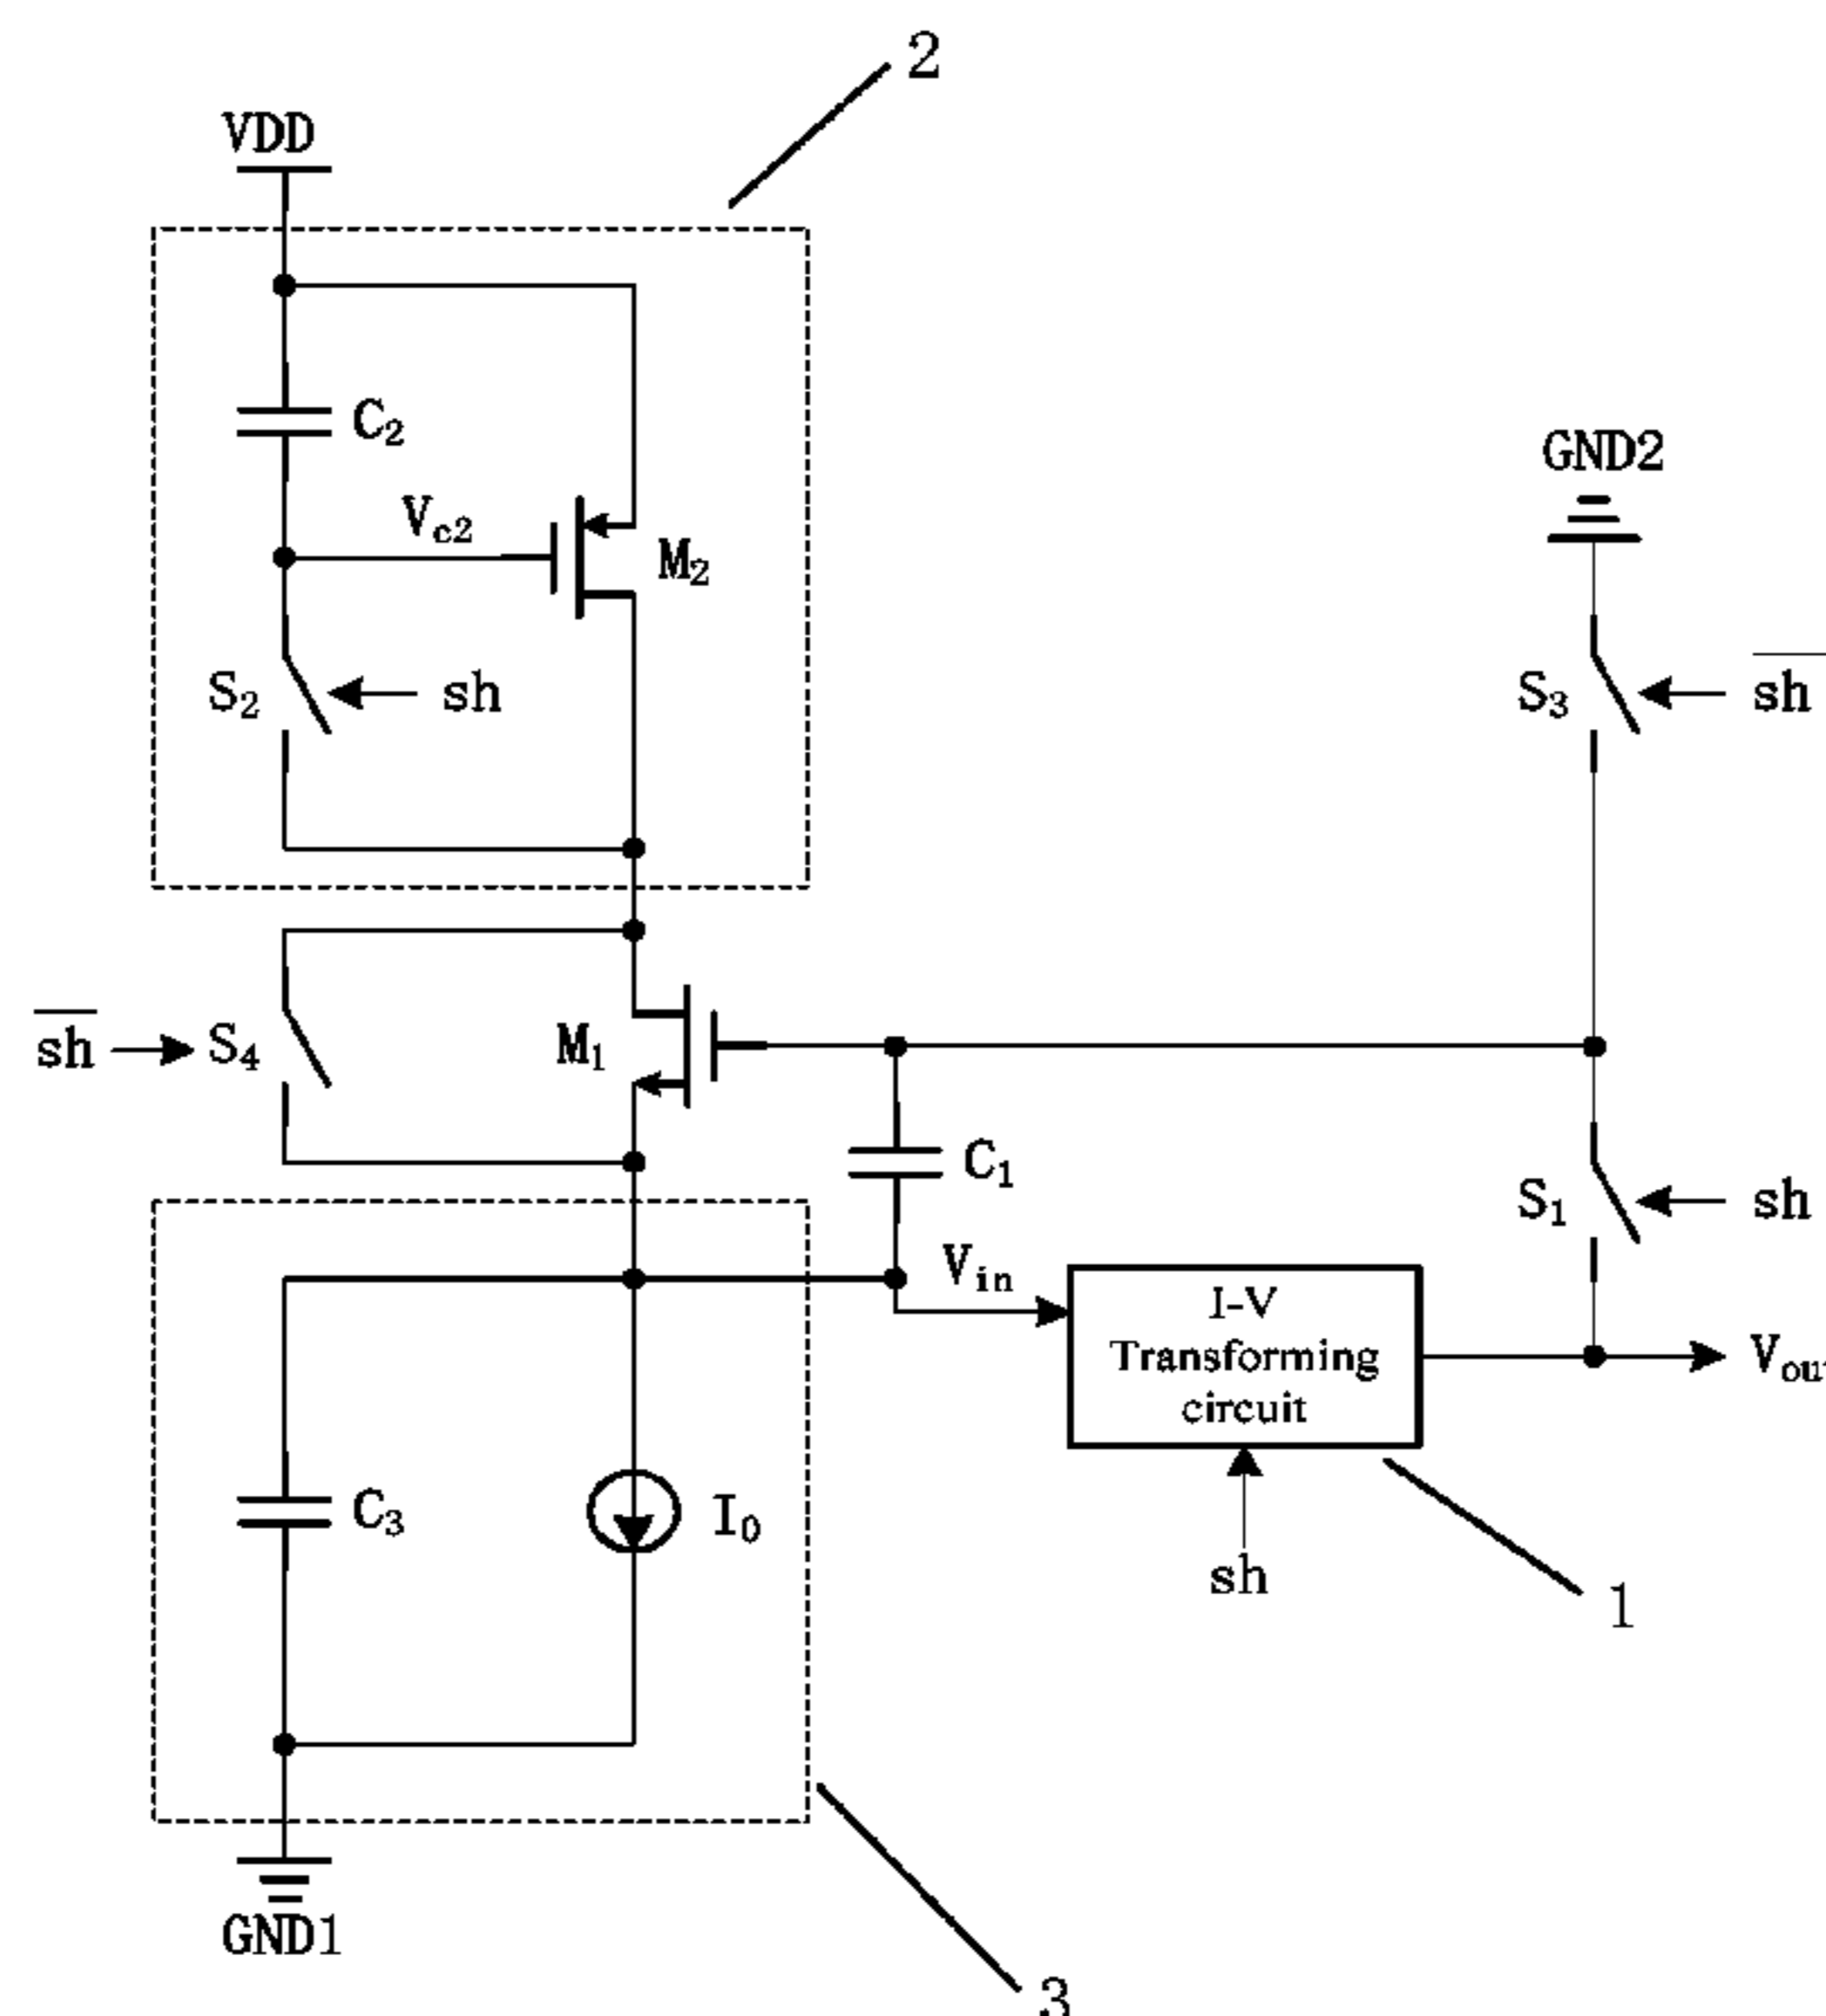 2
VDD
C2
Vc2
M2
GND2
S2
sh
S3
sh
sh
S4
M1
C1
S1
sh
Vin
I-V
Transforming
circuit
Vout
C3
I0
sh
1
GND1
3